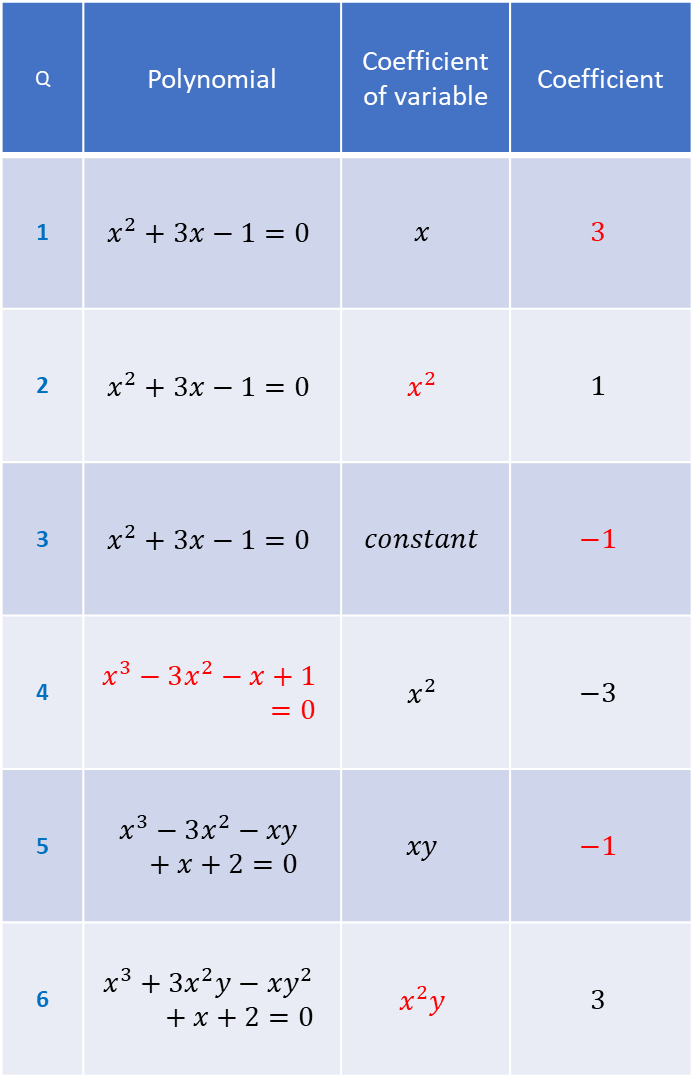 Q Polynomial Coefficient of variable Coefficient
1 x² + 3x − 1 = 0 x 3
2 x² + 3x − 1 = 0 x² 1
3 x² + 3x − 1 = 0 constant −1
4 x³ − 3x² − x + 1
= 0 x² −3
5 x³ − 3x² − xy
+ x + 2 = 0 xy −1
6 x³ + 3x²y − xy²
+ x + 2 = 0 x²y 3